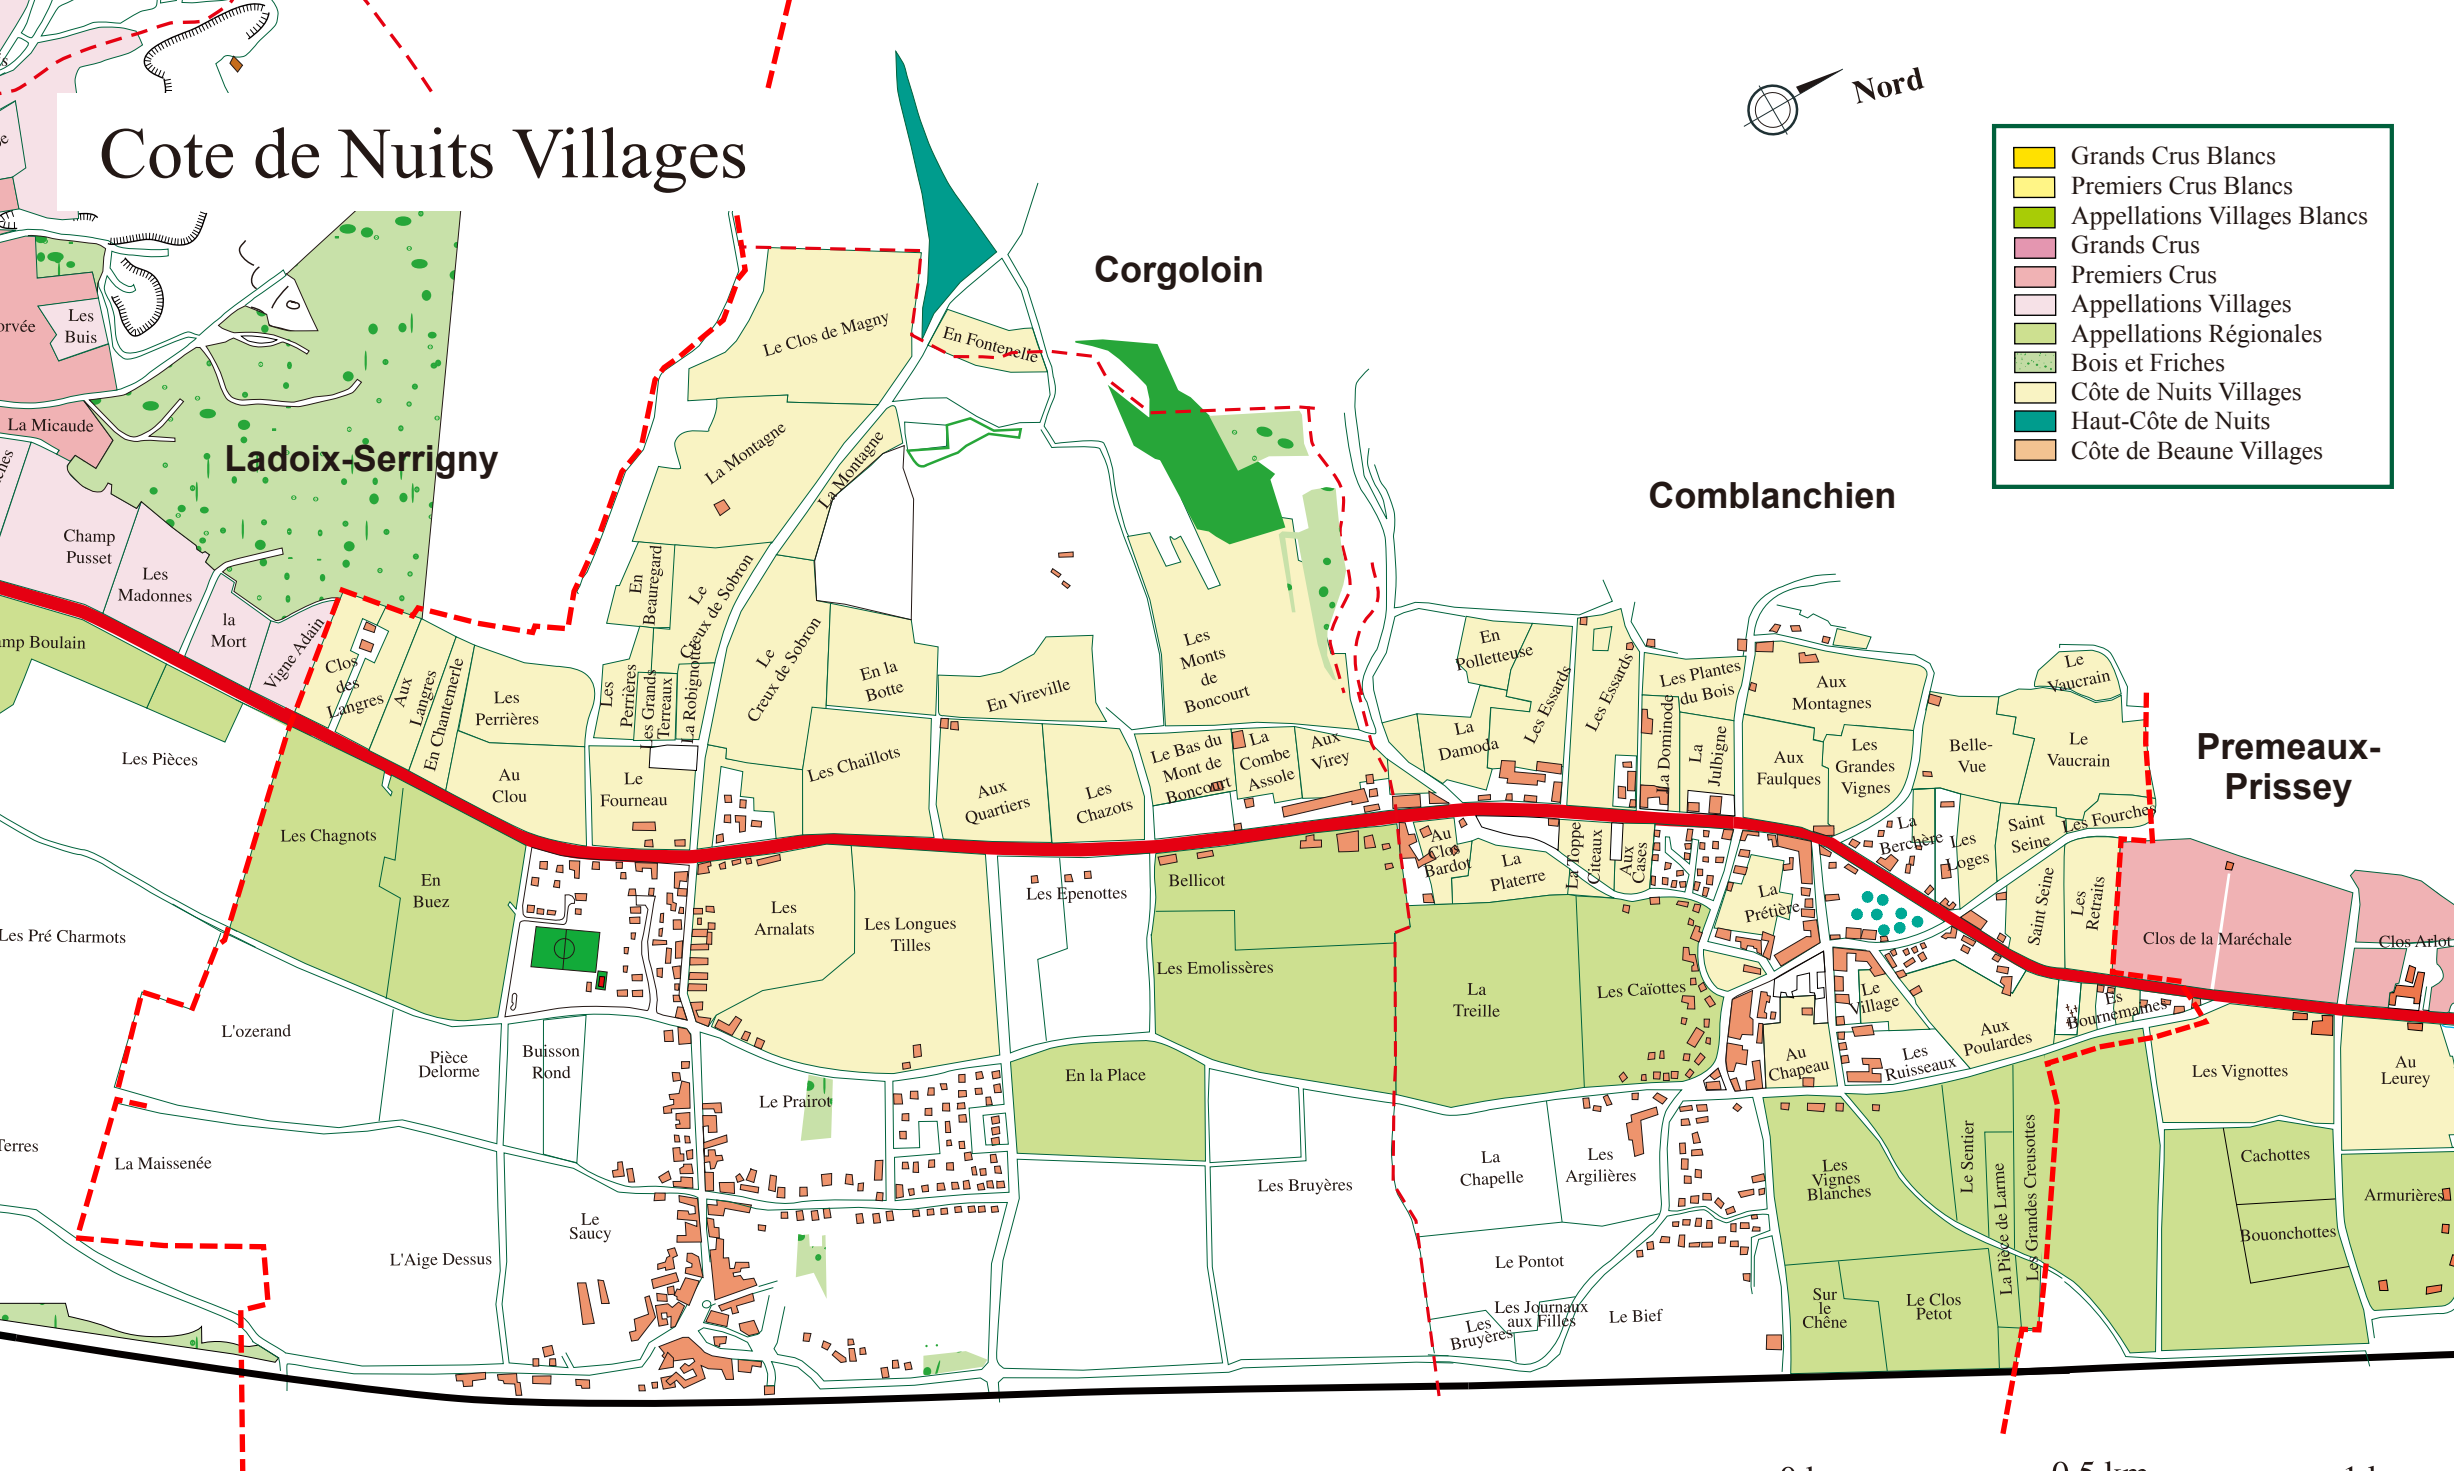 Cote de Nuits Villages
Nord
Grands Crus Blancs
Premiers Crus Blancs
Appellations Villages Blancs
Grands Crus
Premiers Crus
Appellations Villages
Appellations Régionales
Bois et Friches
Côte de Nuits Villages
Haut-Côte de Nuits
Côte de Beaune Villages
Corgoloin
Ladoix-Serrigny
Comblanchien
Premeaux-
Prissey
orvée
Les
Buis
La Micaude
Champ
Pusset
Les
Madonnes
la
Mort
Vigne Adain
amp Boulain
Les Pièces
Les Pré Charmots
Terres
Clos
des
Langres
Aux
Langres
En Chantemerle
Les
Perrières
Au
Clou
Le
Fourneau
Les
Perrières
Les Grands
Terreaux
La Robignotte
En
Beauregard
Le
Creux de Sobron
Le
Creux de Sobron
Le Clos de Magny
En Fontenelle
La Montagne
La Montagne
En la
Botte
En Vireville
Les Chaillots
Aux
Quartiers
Les
Chazots
Les
Monts
de
Boncourt
Le Bas du
Mont de
Boncourt
La
Combe
Assole
Aux
Virey
En
Polletteuse
La
Damoda
Les Essards
Les Essards
Les Plantes
du Bois
La Dominode
La
Julbigne
Aux
Montagnes
Aux
Faulques
Les
Grandes
Vignes
Belle-
Vue
Le
Vaucrain
Le
Vaucrain
Les Fourches
Saint
Seine
Les
Loges
La
Berchère
Saint Seine
Les
Retraits
Clos de la Maréchale
Clos Arlot
Les Chagnots
En
Buez
Les
Arnalats
Les Longues
Tilles
Les Epenottes
Bellicot
Les Emolissères
Au
Clos
Bardot
La
Platerre
La Toppe
Citeaux
Aux
Cases
La
Prétière
La
Treille
Les Caïottes
Le
Village
Au
Chapeau
Les
Ruisseaux
Aux
Poulardes
Es
Bournemaines
Les Vignottes
Au
Leurey
L'ozerand
Pièce
Delorme
Buisson
Rond
Le Prairot
En la Place
La Maissenée
L'Aige Dessus
Le
Saucy
Les Bruyères
La
Chapelle
Les
Argilières
Le Pontot
Les Journaux
aux Filles
Les
Bruyères
Le Bief
Les
Vignes
Blanches
Le Sentier
La Pièce de Larme
Les Grandes Creusottes
Sur
le
Chêne
Le Clos
Petot
Cachottes
Bouonchottes
Armurières